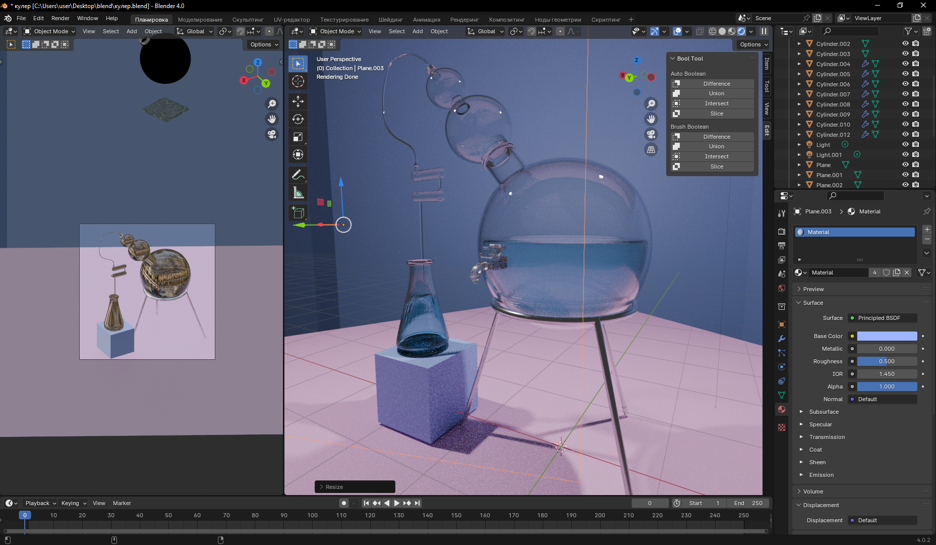 * кулер [C:\Users\user\Desktop\blend\кулер.blend] - Blender 4.0
File Edit Render Window Help Планировка Моделирование Скульптинг UV-редактор Текстурирование Шейдинг Анимация Рендеринг Композитинг Ноды геометрии Скриптинг + Scene ViewLayer
Object Mode View Select Add Object Global
Options
Object Mode View Select Add Object Global
Options
User Perspective
(0) Collection | Plane.003
Rendering Done
Z
X
Y
Z
Y
Bool Tool
Auto Boolean
Difference
Union
Intersect
Slice
Brush Boolean
Difference
Union
Intersect
Slice
Item
Tool
View
Edit
Resize
Cylinder.002
Cylinder.003
Cylinder.004
Cylinder.005
Cylinder.006
Cylinder.007
Cylinder.008
Cylinder.009
Cylinder.010
Cylinder.012
Light
Light.001
Plane
Plane.001
Plane.002
Plane.003 > Material
Material
Material 4
Preview
Surface
Surface Principled BSDF
Base Color
Metallic 0.000
Roughness 0.500
IOR 1.450
Alpha 1.000
Normal Default
Subsurface
Specular
Transmission
Coat
Sheen
Emission
Volume
Displacement
Displacement Default
Playback Keying View Marker 0 Start 1 End 250
0 10 20 30 40 50 60 70 80 90 100 110 120 130 140 150 160 170 180 190 200 210 220 230 240 250
4.0.2